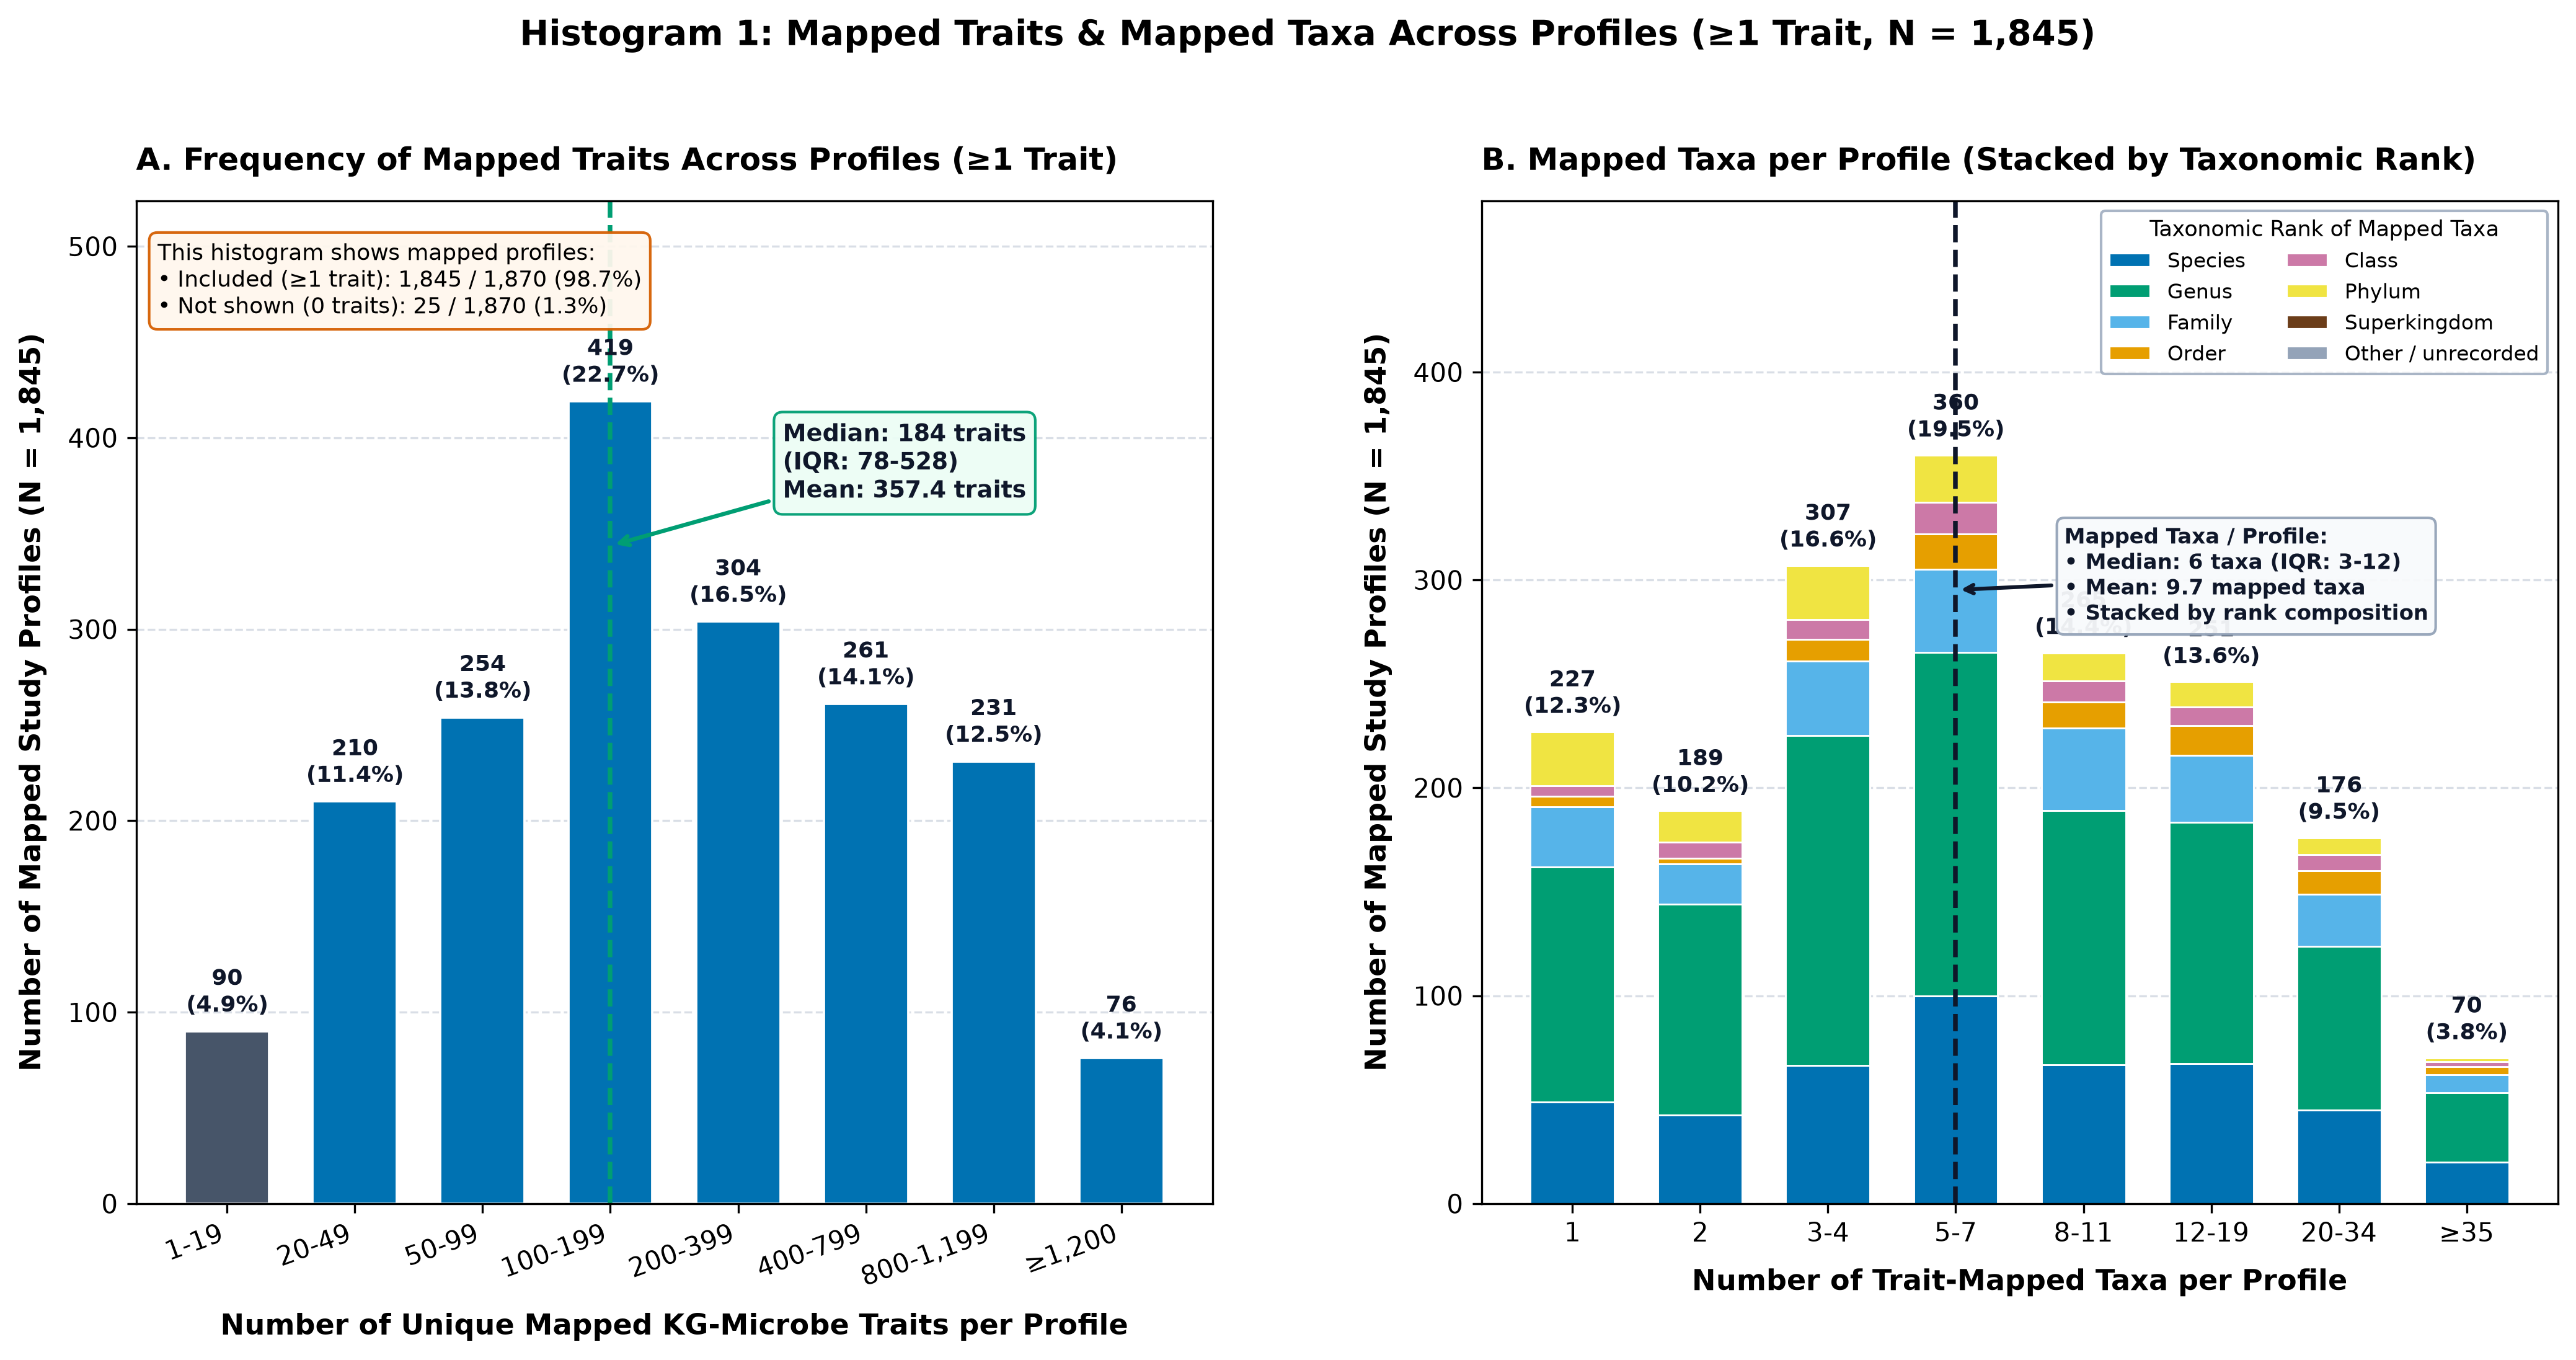 Histogram 1: Mapped Traits & Mapped Taxa Across Profiles (≥1 Trait, N = 1,845)
A. Frequency of Mapped Traits Across Profiles (≥1 Trait)
Number of Mapped Study Profiles (N = 1,845)
500
400
300
200
100
0
This histogram shows mapped profiles:
• Included (≥1 trait): 1,845 / 1,870 (98.7%)
• Not shown (0 traits): 25 / 1,870 (1.3%)
Median: 184 traits
(IQR: 78-528)
Mean: 357.4 traits
90
(4.9%)
210
(11.4%)
254
(13.8%)
419
(22.7%)
304
(16.5%)
261
(14.1%)
231
(12.5%)
76
(4.1%)
1-19
20-49
50-99
100-199
200-399
400-799
800-1,199
≥1,200
Number of Unique Mapped KG-Microbe Traits per Profile
B. Mapped Taxa per Profile (Stacked by Taxonomic Rank)
Number of Mapped Study Profiles (N = 1,845)
400
300
200
100
0
Taxonomic Rank of Mapped Taxa
Species
Genus
Family
Order
Class
Phylum
Superkingdom
Other / unrecorded
Mapped Taxa / Profile:
• Median: 6 taxa (IQR: 3-12)
• Mean: 9.7 mapped taxa
• Stacked by rank composition
227
(12.3%)
189
(10.2%)
307
(16.6%)
360
(19.5%)
(14.4%)
251
(13.6%)
176
(9.5%)
70
(3.8%)
1
2
3-4
5-7
8-11
12-19
20-34
≥35
Number of Trait-Mapped Taxa per Profile